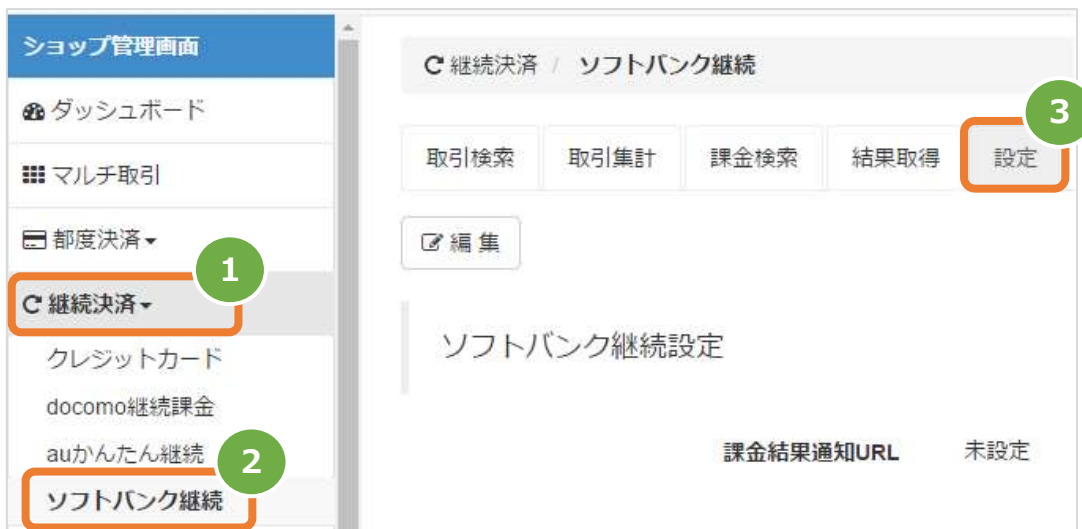 ショップ管理画面
ダッシュボード
マルチ取引
都度決済
1
継続決済
クレジットカード
docomo継続課金
auかんたん継続
2
ソフトバンク継続
継続決済 / ソフトバンク継続
3
取引検索 取引集計 課金検索 結果取得 設定
編 集
ソフトバンク継続設定
課金結果通知URL 未設定